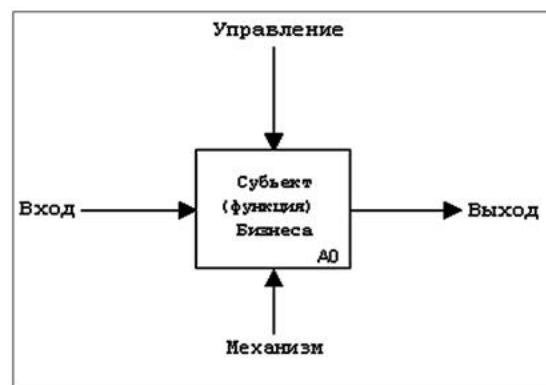 Управление
Субъект
Вход
(функция)
Выход
Бизнеса
A0
Механизм